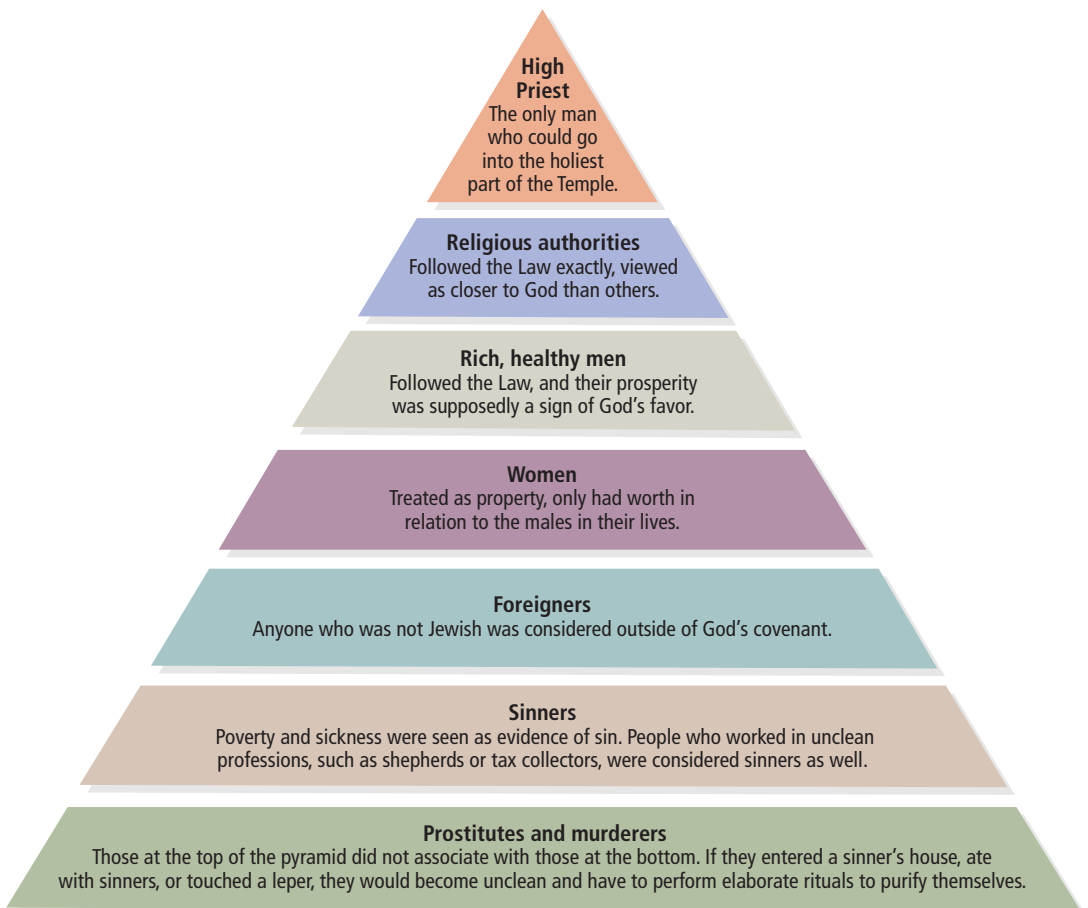 High
Priest
The only man
who could go
into the holiest
part of the Temple.
Religious authorities
Followed the Law exactly, viewed
as closer to God than others.
Rich, healthy men
Followed the Law, and their prosperity
was supposedly a sign of God’s favor.
Women
Treated as property, only had worth in
relation to the males in their lives.
Foreigners
Anyone who was not Jewish was considered outside of God’s covenant.
Sinners
Poverty and sickness were seen as evidence of sin. People who worked in unclean
professions, such as shepherds or tax collectors, were considered sinners as well.
Prostitutes and murderers
Those at the top of the pyramid did not associate with those at the bottom. If they entered a sinner’s house, ate
with sinners, or touched a leper, they would become unclean and have to perform elaborate rituals to purify themselves.